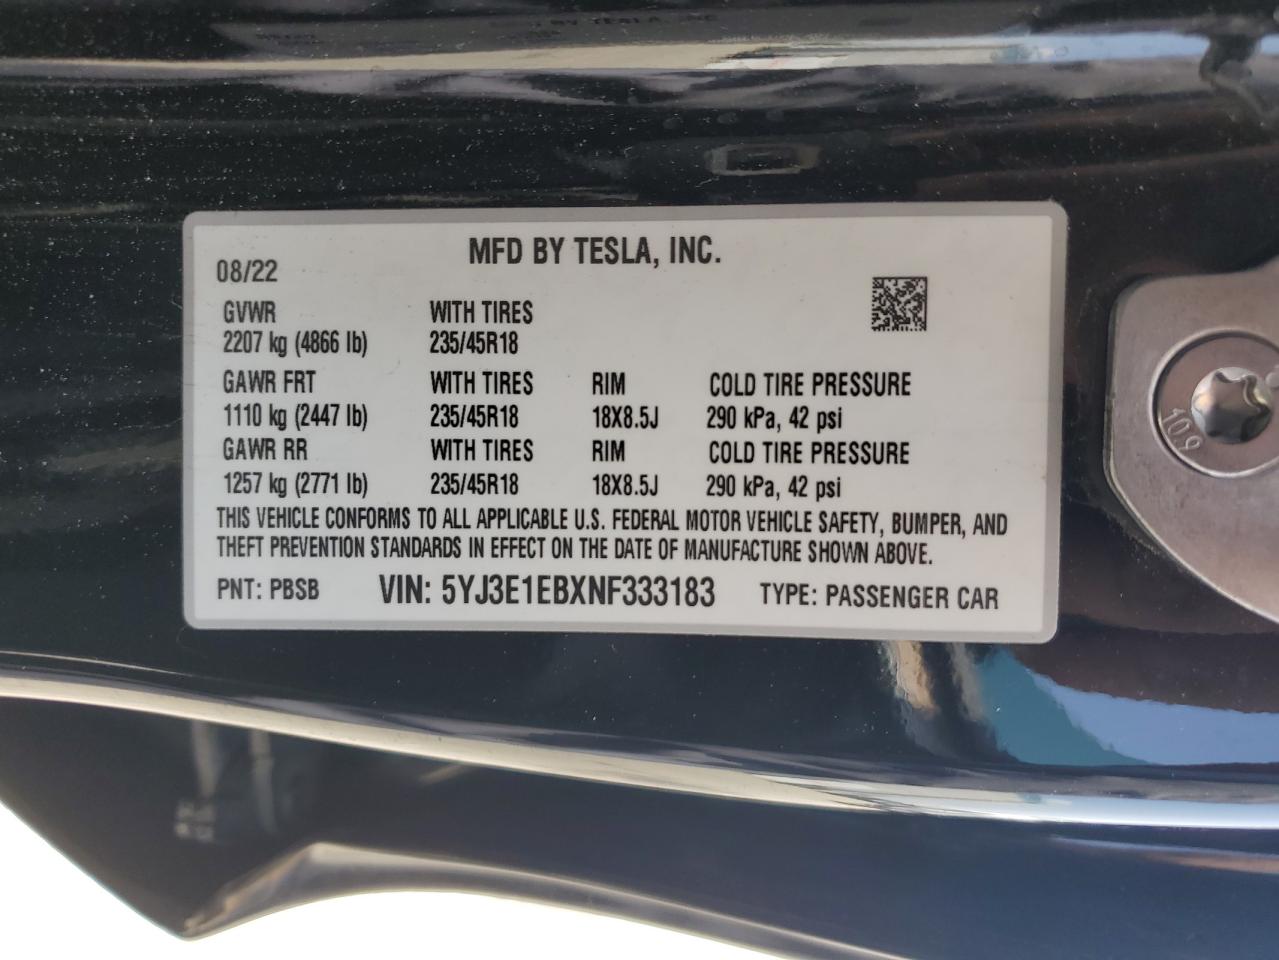 MFD BY TESLA, INC.
08/22
GVWR WITH TIRES
2207 kg (4866 lb) 235/45R18
GAWR FRT WITH TIRES RIM COLD TIRE PRESSURE
1110 kg (2447 lb) 235/45R18 18X8.5J 290 kPa, 42 psi
GAWR RR WITH TIRES RIM COLD TIRE PRESSURE
1257 kg (2771 lb) 235/45R18 18X8.5J 290 kPa, 42 psi
THIS VEHICLE CONFORMS TO ALL APPLICABLE U.S. FEDERAL MOTOR VEHICLE SAFETY, BUMPER, AND
THEFT PREVENTION STANDARDS IN EFFECT ON THE DATE OF MANUFACTURE SHOWN ABOVE.
PNT: PBSB VIN: 5YJ3E1EBXNF333183 TYPE: PASSENGER CAR
10.9